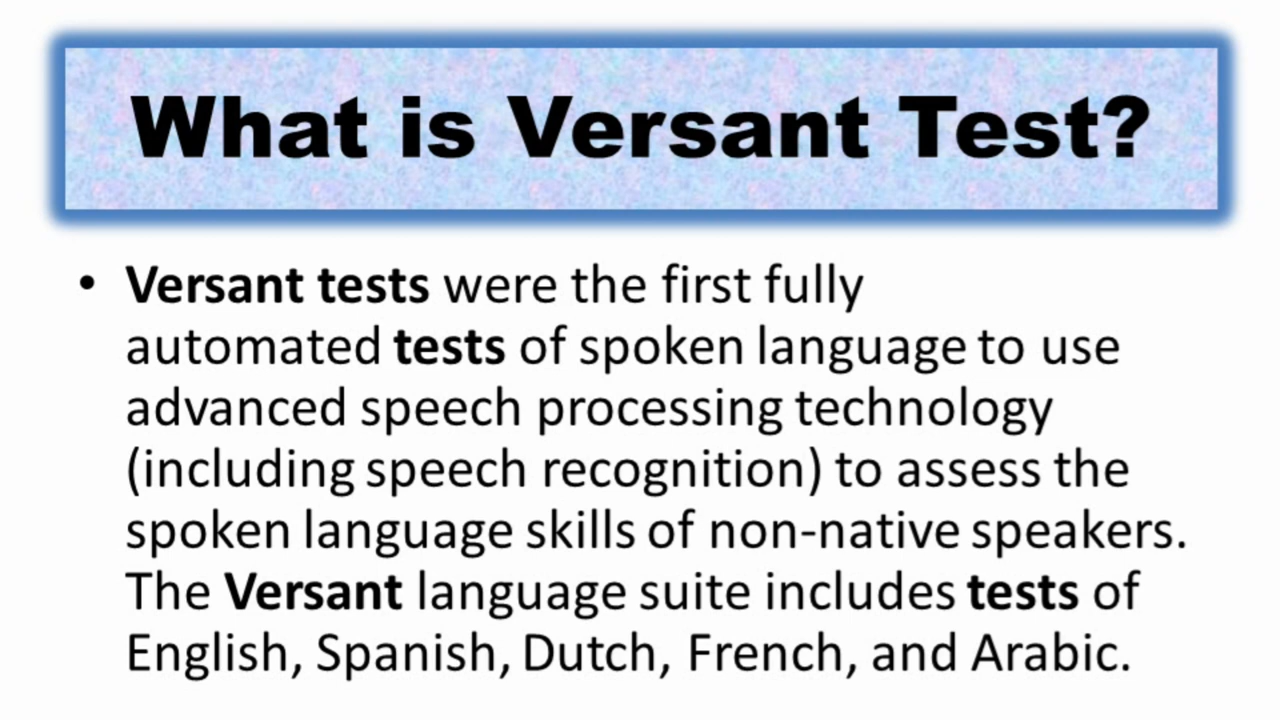 What is Versant Test?
• Versant tests were the first fully
automated tests of spoken language to use
advanced speech processing technology
(including speech recognition) to assess the
spoken language skills of non-native speakers.
The Versant language suite includes tests of
English, Spanish, Dutch, French, and Arabic.